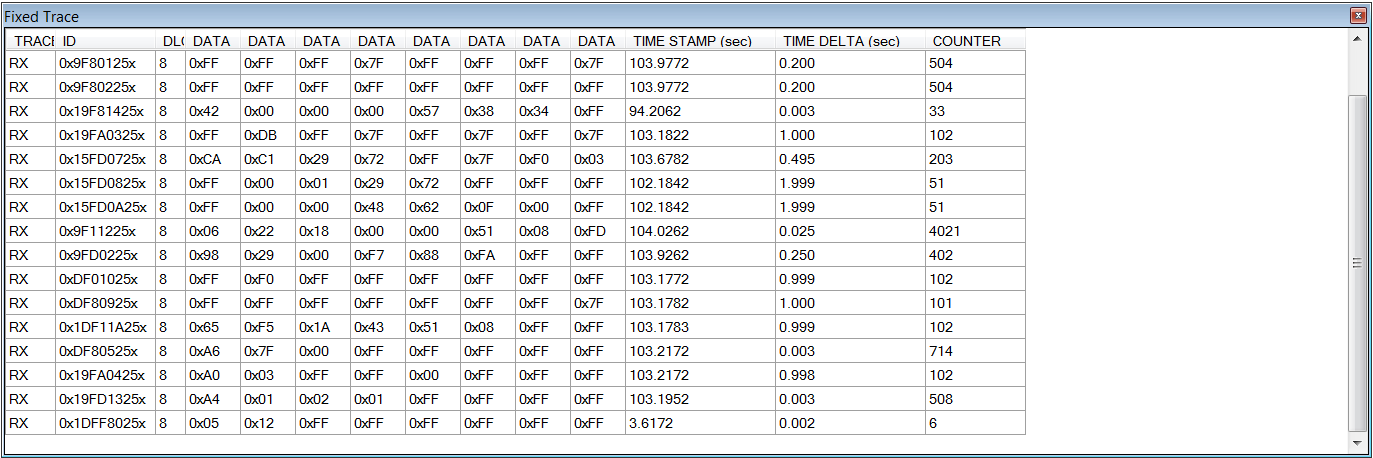 Fixed Trace
TRACE ID DLC DATA DATA DATA DATA DATA DATA DATA DATA TIME STAMP (sec) TIME DELTA (sec) COUNTER
RX 0x9F80125x 8 0xFF 0xFF 0xFF 0x7F 0xFF 0xFF 0xFF 0x7F 103.9772 0.200 504
RX 0x9F80225x 8 0xFF 0xFF 0xFF 0xFF 0xFF 0xFF 0xFF 0xFF 103.9772 0.200 504
RX 0x19F81425x 8 0x42 0x00 0x00 0x00 0x57 0x38 0x34 0xFF 94.2062 0.003 33
RX 0x19FA0325x 8 0xFF 0xDB 0xFF 0x7F 0xFF 0x7F 0xFF 0x7F 103.1822 1.000 102
RX 0x15FD0725x 8 0xCA 0xC1 0x29 0x72 0xFF 0x7F 0xF0 0x03 103.6782 0.495 203
RX 0x15FD0825x 8 0xFF 0x00 0x01 0x29 0x72 0xFF 0xFF 0xFF 102.1842 1.999 51
RX 0x15FD0A25x 8 0xFF 0x00 0x00 0x48 0x62 0x0F 0x00 0xFF 102.1842 1.999 51
RX 0x9F11225x 8 0x06 0x22 0x18 0x00 0x00 0x51 0x08 0xFD 104.0262 0.025 4021
RX 0x9FD0225x 8 0x98 0x29 0x00 0xF7 0x88 0xFA 0xFF 0xFF 103.9262 0.250 402
RX 0xDF01025x 8 0xFF 0xF0 0xFF 0xFF 0xFF 0xFF 0xFF 0xFF 103.1772 0.999 102
RX 0xDF80925x 8 0xFF 0xFF 0xFF 0xFF 0xFF 0xFF 0xFF 0x7F 103.1782 1.000 101
RX 0x1DF11A25x 8 0x65 0xF5 0x1A 0x43 0x51 0x08 0xFF 0xFF 103.1783 0.999 102
RX 0xDF80525x 8 0xA6 0x7F 0x00 0xFF 0xFF 0xFF 0xFF 0xFF 103.2172 0.003 714
RX 0x19FA0425x 8 0xA0 0x03 0xFF 0xFF 0x00 0xFF 0xFF 0xFF 103.2172 0.998 102
RX 0x19FD1325x 8 0xA4 0x01 0x02 0x01 0xFF 0xFF 0xFF 0xFF 103.1952 0.003 508
RX 0x1DFF8025x 8 0x05 0x12 0xFF 0xFF 0xFF 0xFF 0xFF 0xFF 3.6172 0.002 6